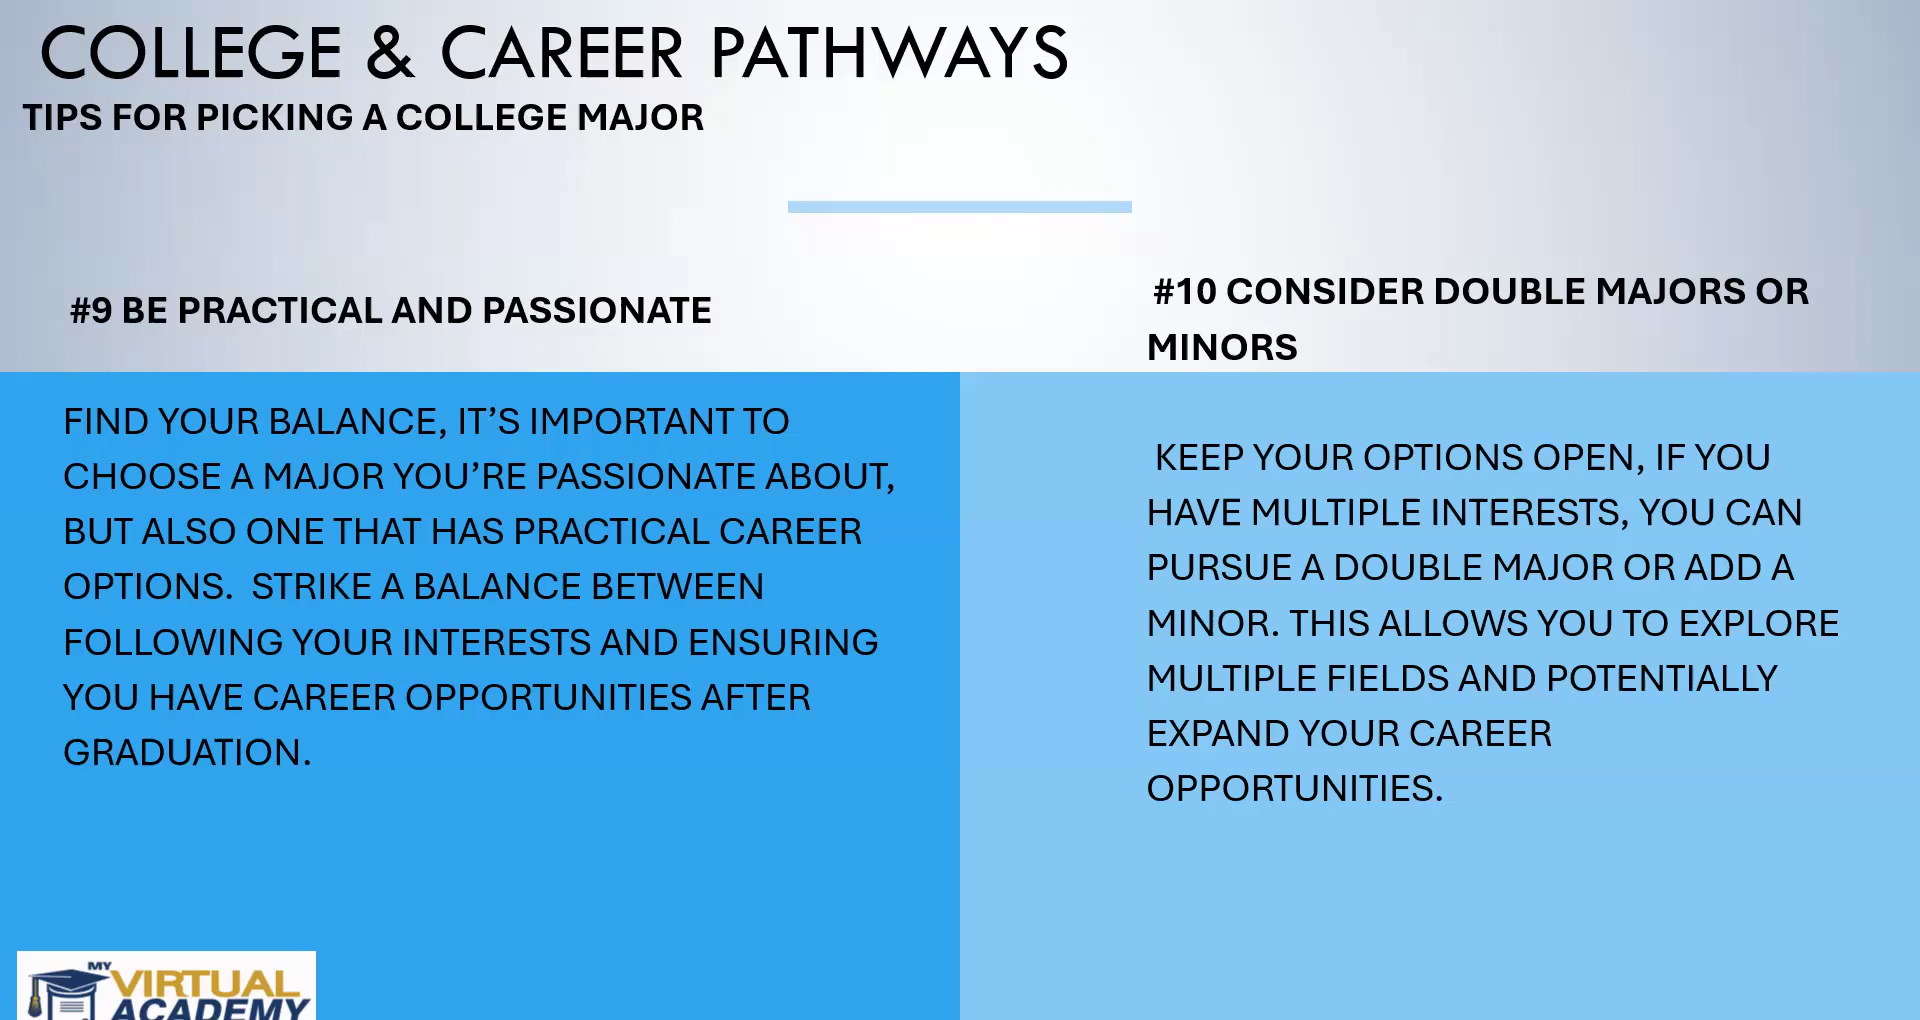 COLLEGE & CAREER PATHWAYS
TIPS FOR PICKING A COLLEGE MAJOR
#9 BE PRACTICAL AND PASSIONATE
FIND YOUR BALANCE, IT’S IMPORTANT TO
CHOOSE A MAJOR YOU’RE PASSIONATE ABOUT,
BUT ALSO ONE THAT HAS PRACTICAL CAREER
OPTIONS.  STRIKE A BALANCE BETWEEN
FOLLOWING YOUR INTERESTS AND ENSURING
YOU HAVE CAREER OPPORTUNITIES AFTER
GRADUATION.
#10 CONSIDER DOUBLE MAJORS OR
MINORS
KEEP YOUR OPTIONS OPEN, IF YOU
HAVE MULTIPLE INTERESTS, YOU CAN
PURSUE A DOUBLE MAJOR OR ADD A
MINOR. THIS ALLOWS YOU TO EXPLORE
MULTIPLE FIELDS AND POTENTIALLY
EXPAND YOUR CAREER
OPPORTUNITIES.
MY
VIRTUAL
ACADEMY